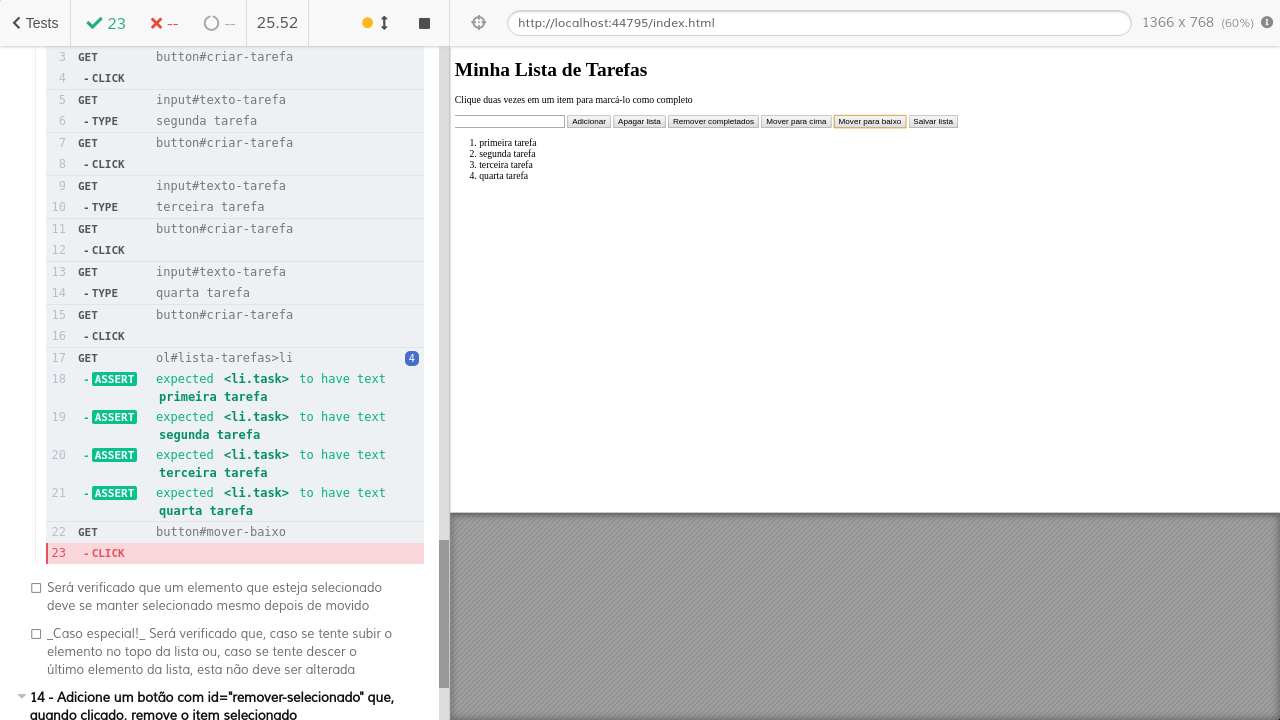 Tests
23
--
--
25.52
http://localhost:44795/index.html
1366 x 768 (60%)
3 GET button#criar-tarefa
4 - CLICK
5 GET input#texto-tarefa
6 - TYPE segunda tarefa
7 GET button#criar-tarefa
8 - CLICK
9 GET input#texto-tarefa
10 - TYPE terceira tarefa
11 GET button#criar-tarefa
12 - CLICK
13 GET input#texto-tarefa
14 - TYPE quarta tarefa
15 GET button#criar-tarefa
16 - CLICK
17 GET ol#lista-tarefas>li 4
18 - ASSERT expected <li.task> to have text
primeira tarefa
19 - ASSERT expected <li.task> to have text
segunda tarefa
20 - ASSERT expected <li.task> to have text
terceira tarefa
21 - ASSERT expected <li.task> to have text
quarta tarefa
22 GET button#mover-baixo
23 - CLICK
Será verificado que um elemento que esteja selecionado
deve se manter selecionado mesmo depois de movido
_Caso especial!_ Será verificado que, caso se tente subir o
elemento no topo da lista ou, caso se tente descer o
último elemento da lista, esta não deve ser alterada
14 - Adicione um botão com id="remover-selecionado" que,
quando clicado, remove o item selecionado
Minha Lista de Tarefas
Clique duas vezes em um item para marcá-lo como completo
Adicionar Apagar lista Remover completados Mover para cima Mover para baixo Salvar lista
1. primeira tarefa
2. segunda tarefa
3. terceira tarefa
4. quarta tarefa